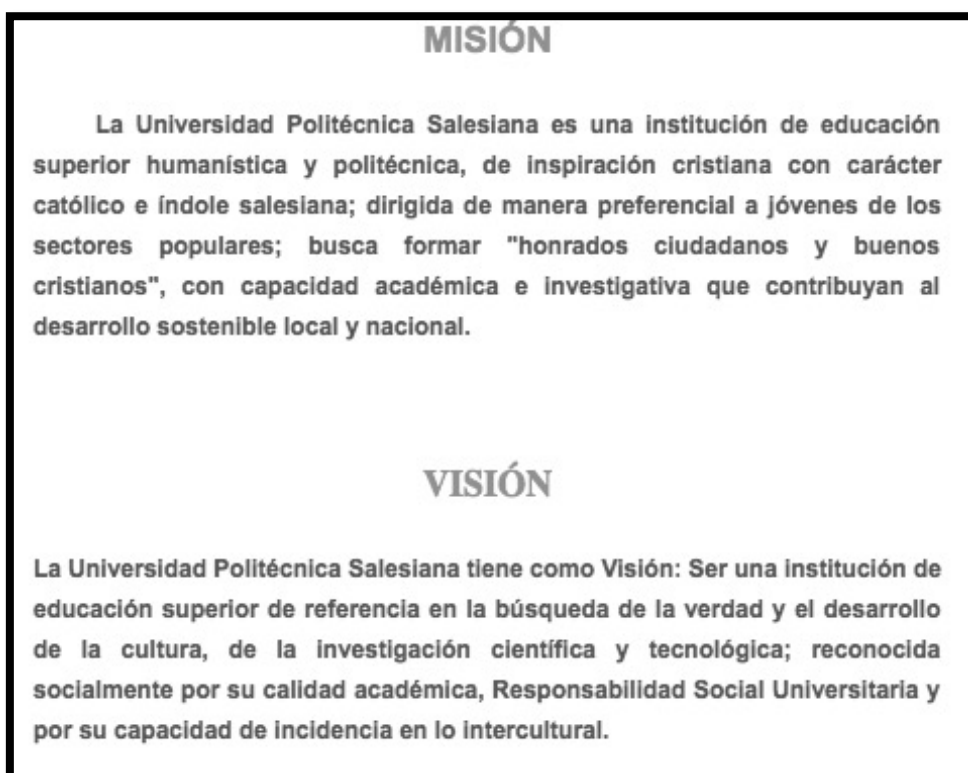 MISIÓN
La Universidad Politécnica Salesiana es una institución de educación
superior humanística y politécnica, de inspiración cristiana con carácter
católico e índole salesiana; dirigida de manera preferencial a jóvenes de los
sectores populares; busca formar "honrados ciudadanos y buenos
cristianos", con capacidad académica e investigativa que contribuyan al
desarrollo sostenible local y nacional.
VISIÓN
La Universidad Politécnica Salesiana tiene como Visión: Ser una institución de
educación superior de referencia en la búsqueda de la verdad y el desarrollo
de la cultura, de la investigación científica y tecnológica; reconocida
socialmente por su calidad académica, Responsabilidad Social Universitaria y
por su capacidad de incidencia en lo intercultural.